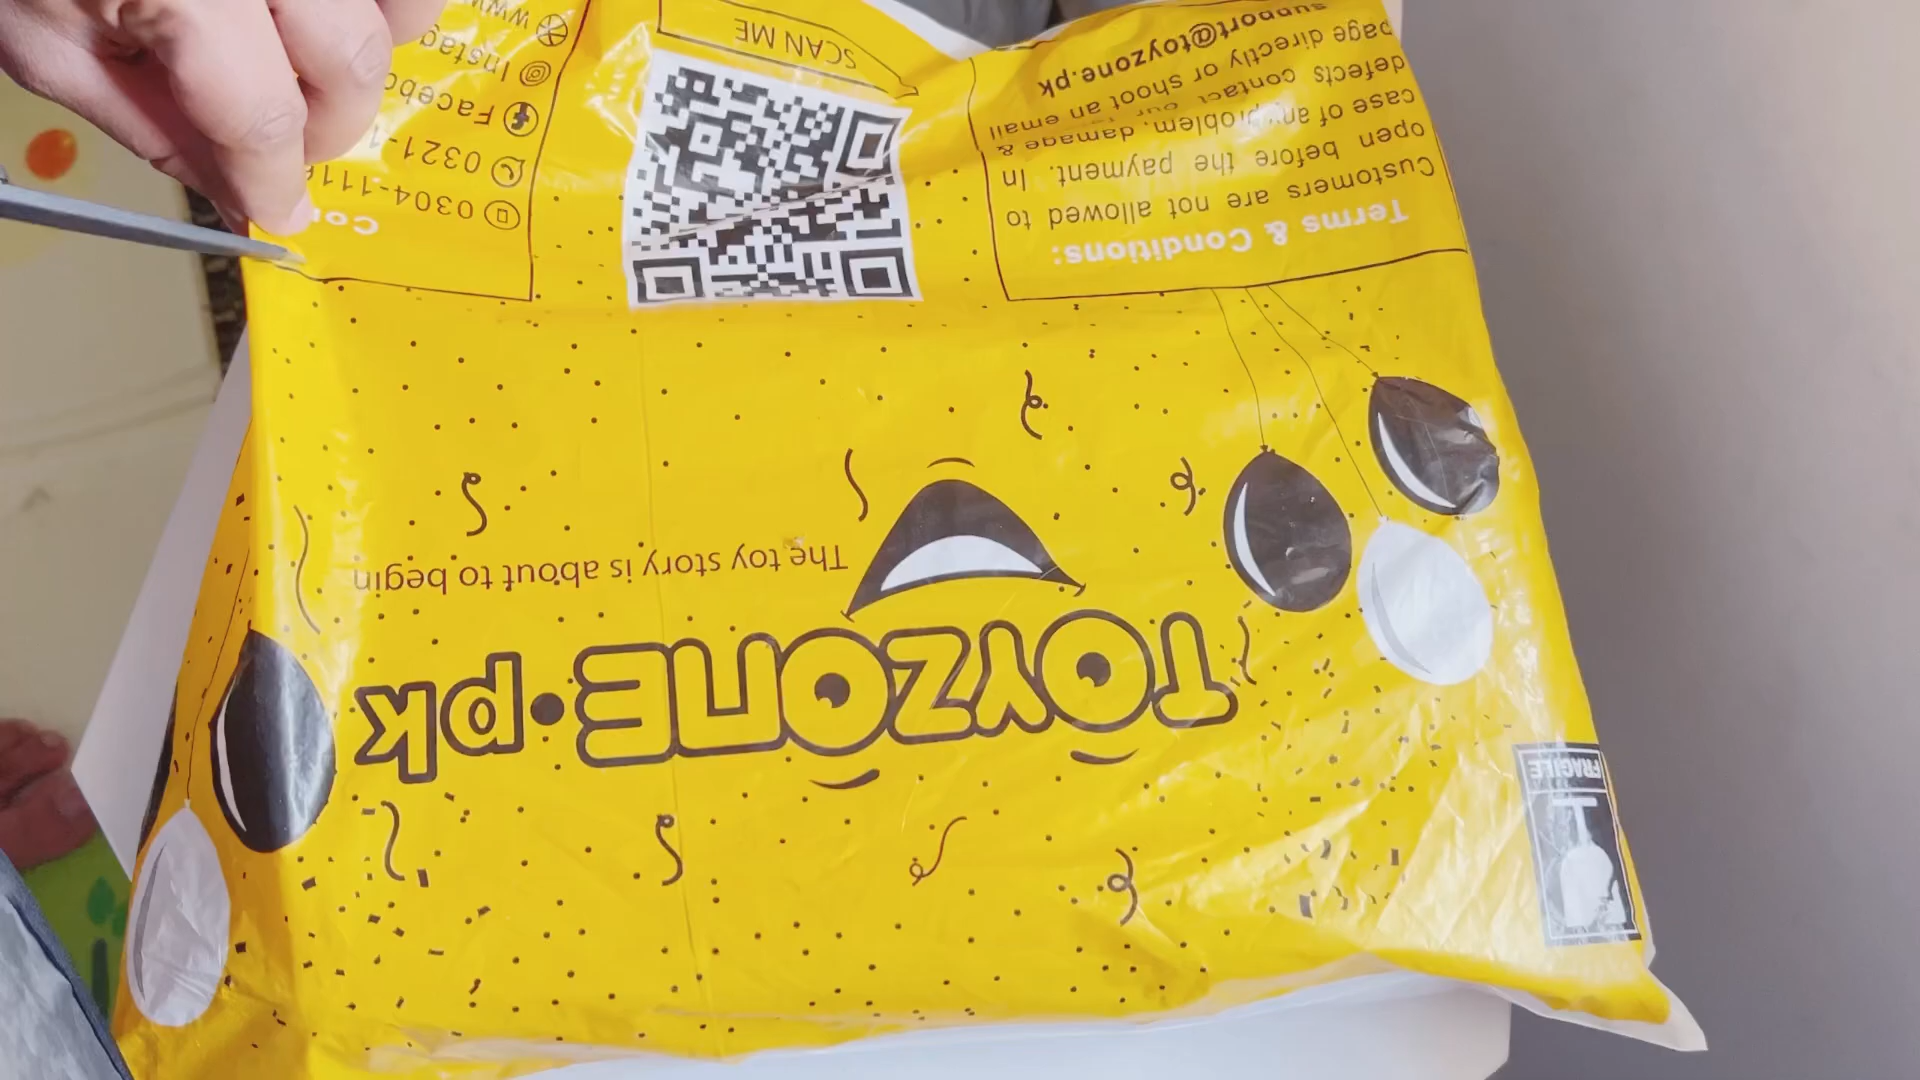 TOYZONE.pk
The toy story is about to begin
FRAGILE
Terms & Conditions:
Customers are not allowed to
open before the payment. In
case of any problem, damage &
defects contact our
page directly or shoot an email
support@toyzone.pk
SCAN ME
0304-111
0321-1